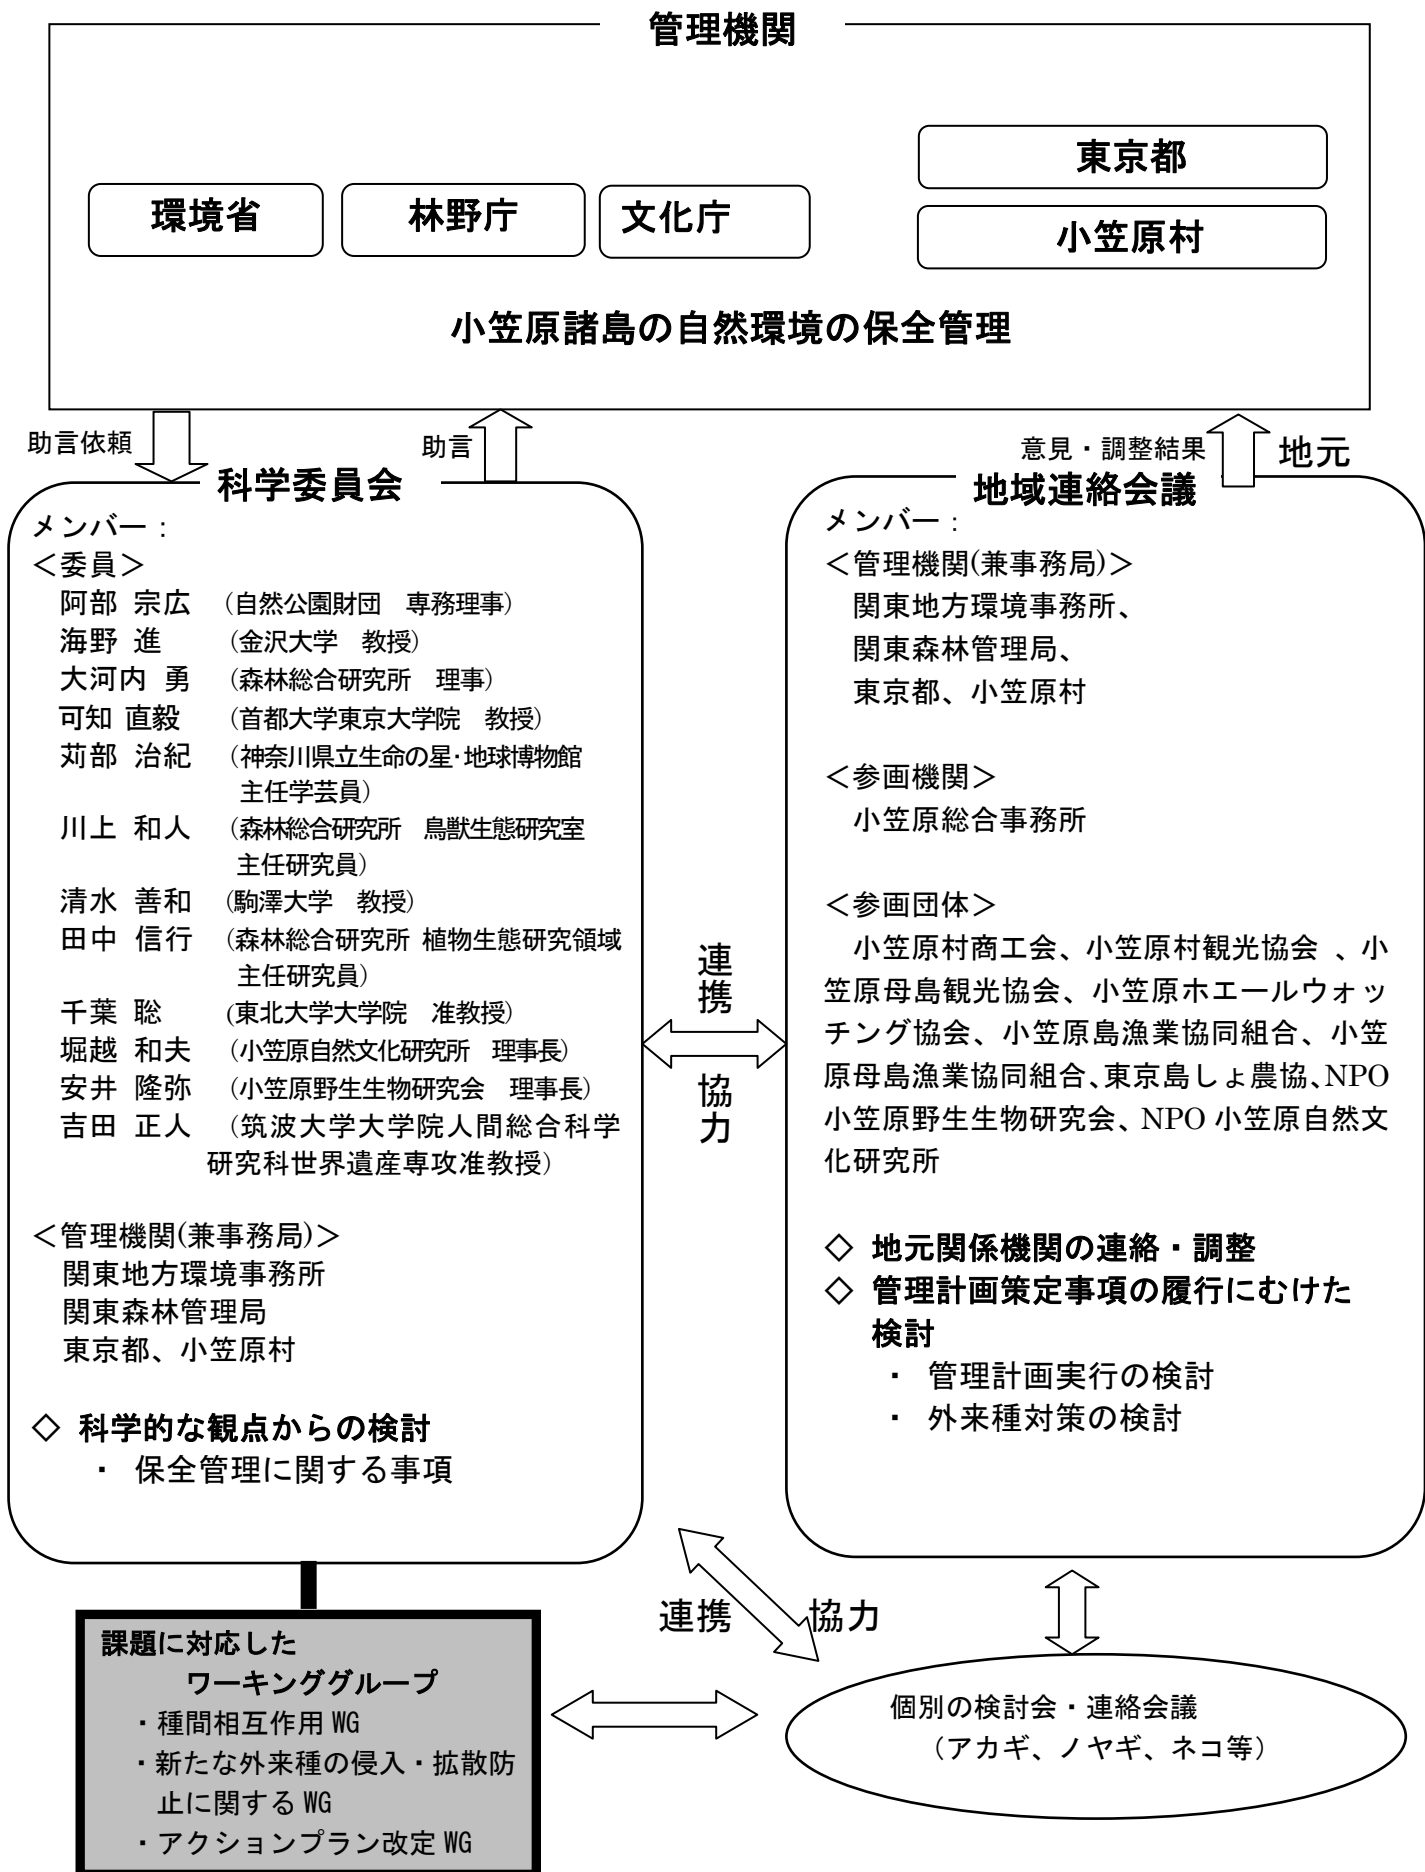 管理機関
東京都
環境省
林野庁
文化庁
小笠原村
小笠原諸島の自然環境の保全管理
助言依頼
助言
意見・調整結果
地元
科学委員会
メンバー：
＜委員＞
阿部 宗広 （自然公園財団　専務理事）
海野 進 （金沢大学　教授）
大河内 勇 （森林総合研究所　理事）
可知 直毅 （首都大学東京大学院　教授）
苅部 治紀 （神奈川県立生命の星・地球博物館
主任学芸員）
川上 和人 （森林総合研究所　鳥獣生態研究室
主任研究員）
清水 善和 （駒澤大学　教授）
田中 信行 （森林総合研究所 植物生態研究領域
主任研究員）
千葉 聡 （東北大学大学院　准教授）
堀越 和夫 （小笠原自然文化研究所　理事長）
安井 隆弥 （小笠原野生生物研究会　理事長）
吉田 正人 （筑波大学大学院人間総合科学
研究科世界遺産専攻准教授）
＜管理機関(兼事務局)＞
関東地方環境事務所
関東森林管理局
東京都、小笠原村
◇ 科学的な観点からの検討
・ 保全管理に関する事項
連携
協力
地域連絡会議
メンバー：
＜管理機関(兼事務局)＞
関東地方環境事務所、
関東森林管理局、
東京都、小笠原村
＜参画機関＞
小笠原総合事務所
＜参画団体＞
小笠原村商工会、小笠原村観光協会 、小
笠原母島観光協会、小笠原ホエールウォッ
チング協会、小笠原島漁業協同組合、小笠
原母島漁業協同組合、東京島しょ農協、NPO
小笠原野生生物研究会、NPO 小笠原自然文
化研究所
◇ 地元関係機関の連絡・調整
◇ 管理計画策定事項の履行にむけた
検討
・ 管理計画実行の検討
・ 外来種対策の検討
連携 協力
課題に対応した
ワーキンググループ
・種間相互作用 WG
・新たな外来種の侵入・拡散防
止に関する WG
・アクションプラン改定 WG
個別の検討会・連絡会議
（アカギ、ノヤギ、ネコ等）